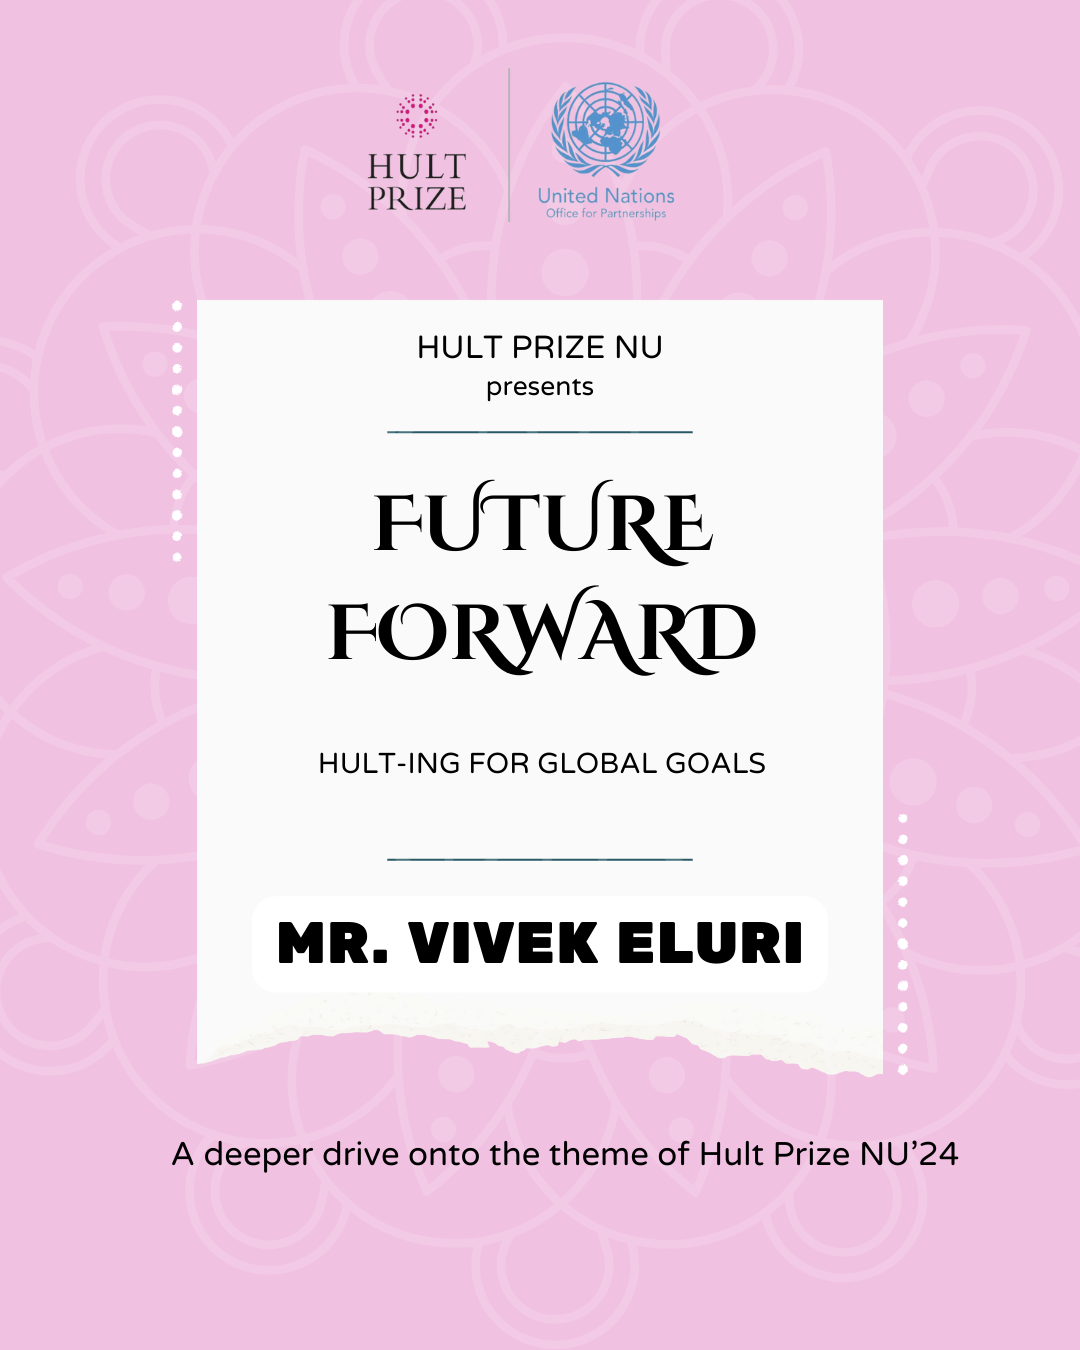 HULT
PRIZE
United Nations
Office for Partnerships
HULT PRIZE NU
presents
FUTURE
FORWARD
HULT-ING FOR GLOBAL GOALS
MR. VIVEK ELURI
A deeper drive onto the theme of Hult Prize NU’24